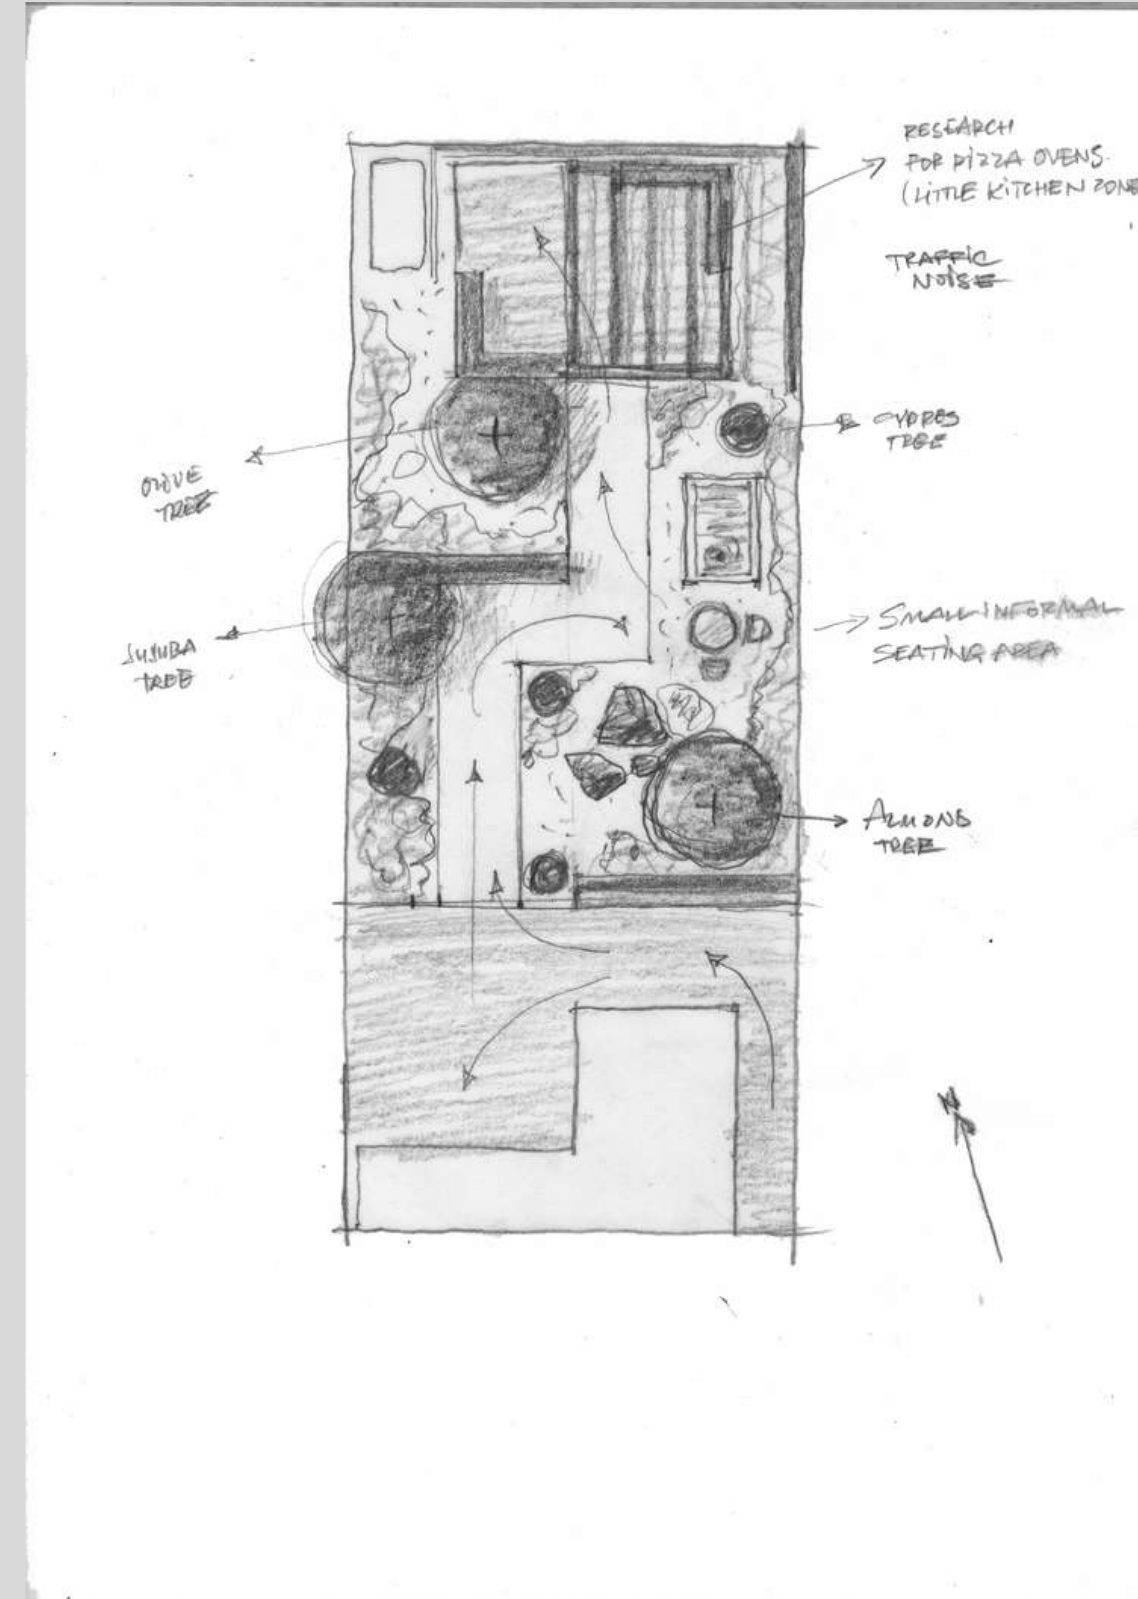 RESEARCH
FOR PIZZA OVENS.
(LITTLE KITCHEN ZONE
TRAFFIC
NOISE
CYPRES
TREE
OLIVE
TREE
SMALL INFORMAL
SEATING AREA
JUJUBA
TREE
ALMOND
TREE
N